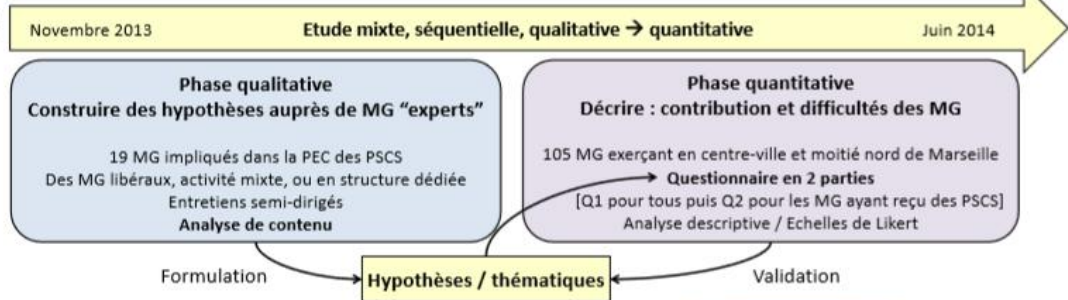 Novembre 2013 Etude mixte, séquentielle, qualitative → quantitative Juin 2014
Phase qualitative
Construire des hypothèses auprès de MG “experts”
19 MG impliqués dans la PEC des PSCS
Des MG libéraux, activité mixte, ou en structure dédiée
Entretiens semi-dirigés
Analyse de contenu
Phase quantitative
Décrire : contribution et difficultés des MG
105 MG exerçant en centre-ville et moitié nord de Marseille
Questionnaire en 2 parties
[Q1 pour tous puis Q2 pour les MG ayant reçu des PSCS]
Analyse descriptive / Echelles de Likert
Formulation
Hypothèses / thématiques
Validation